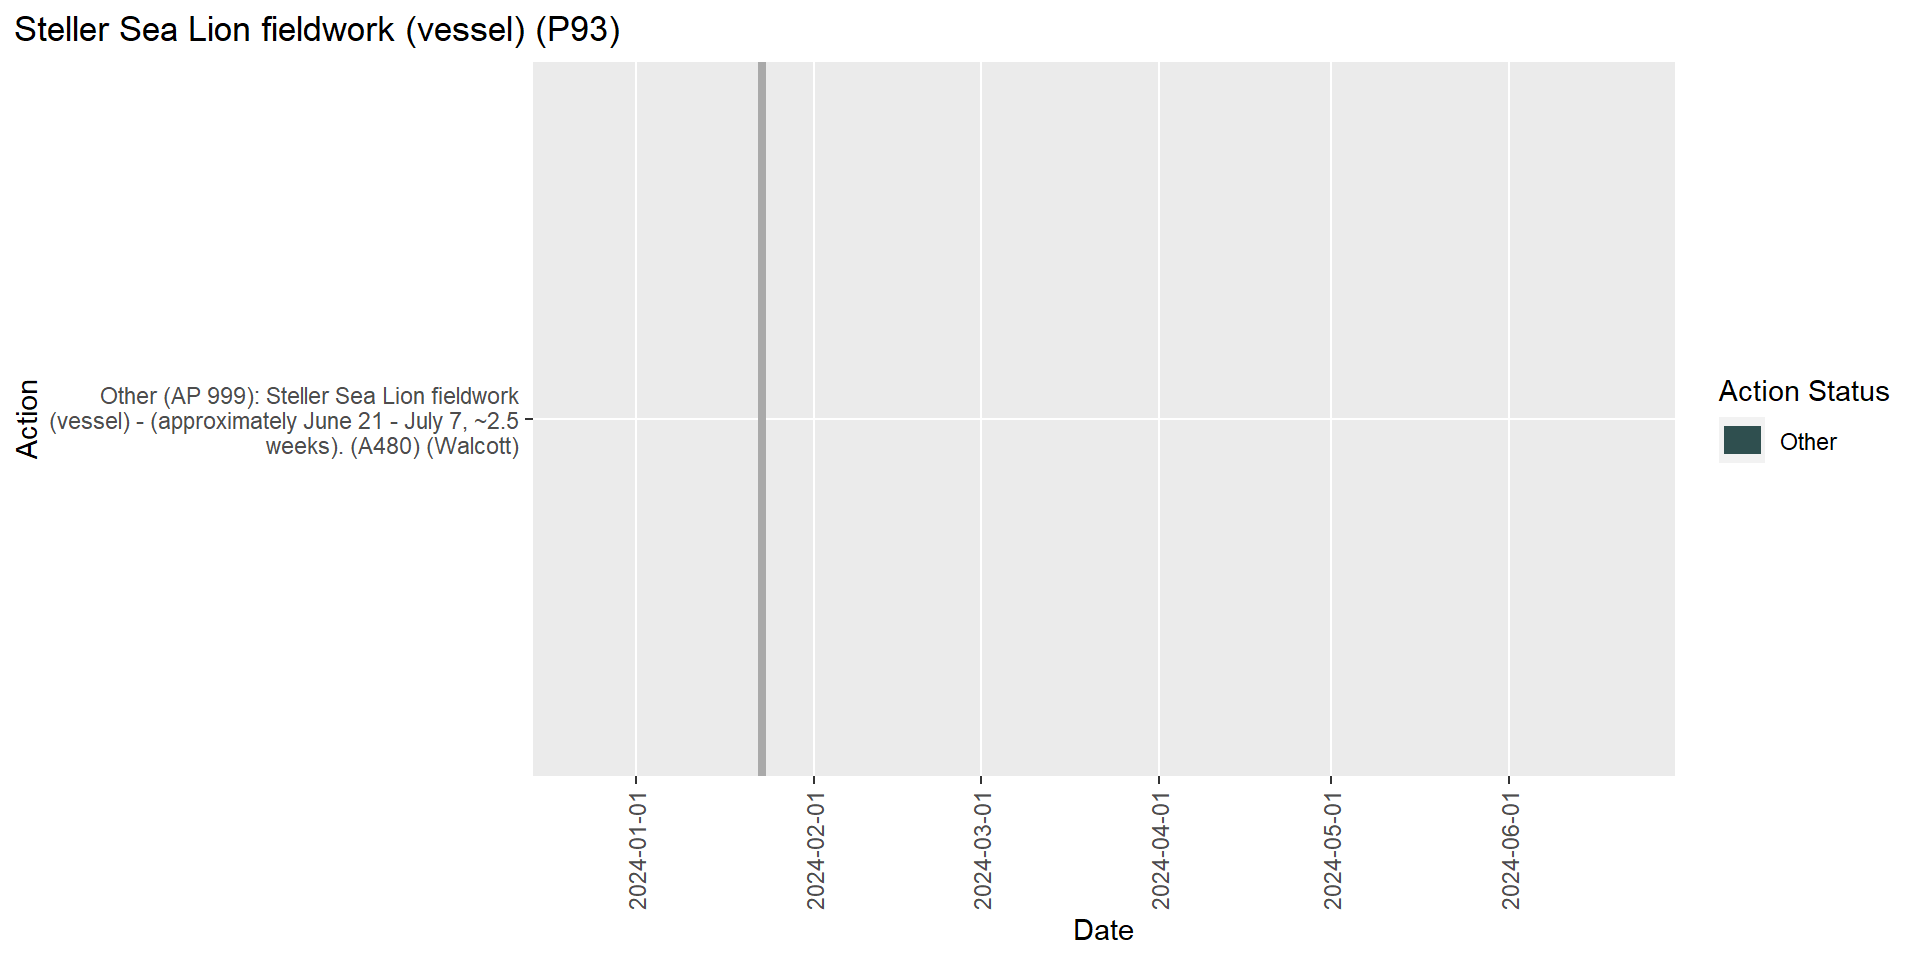 Steller Sea Lion fieldwork (vessel) (P93)
Action
Other (AP 999): Steller Sea Lion fieldwork
(vessel) - (approximately June 21 - July 7, ~2.5
weeks). (A480) (Walcott)
2024-01-01
2024-02-01
2024-03-01
2024-04-01
2024-05-01
2024-06-01
Date
Action Status
Other